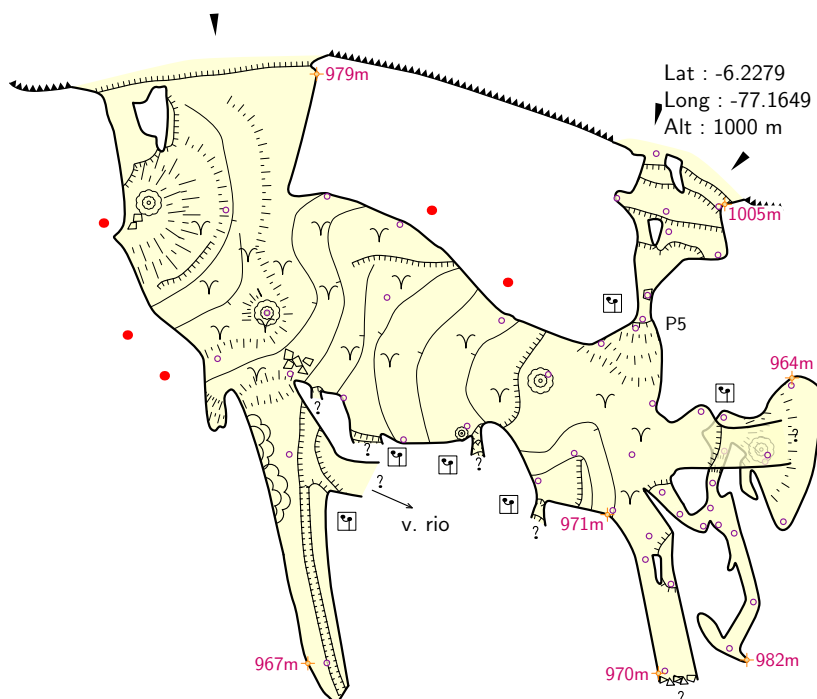 979m
Lat : -6.2279
Long : -77.1649
Alt : 1000 m
1005m
P5
964m
?
?
?
?
?
v. rio
971m
?
967m
970m
982m
?